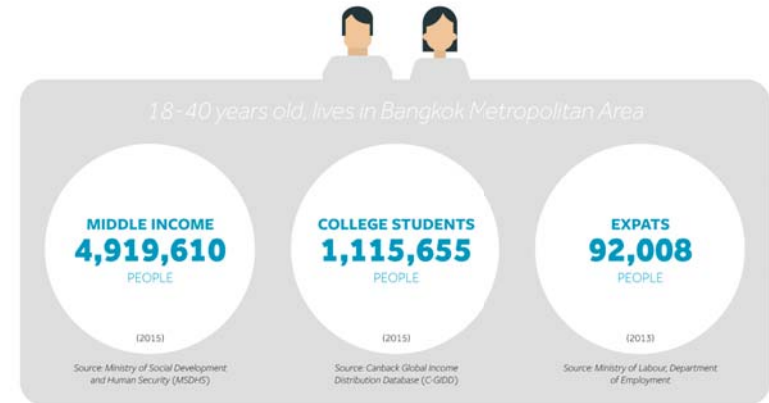 18-40 years old, lives in Bangkok Metropolitan Area
MIDDLE INCOME
4,919,610
PEOPLE
(2015)
Source: Ministry of Social Development
and Human Security (MSDHS)
COLLEGE STUDENTS
1,115,655
PEOPLE
(2015)
Source: Canback Global Income
Distribution Database (C-GIDD)
EXPATS
92,008
PEOPLE
(2013)
Source: Ministry of Labour, Department
of Employment